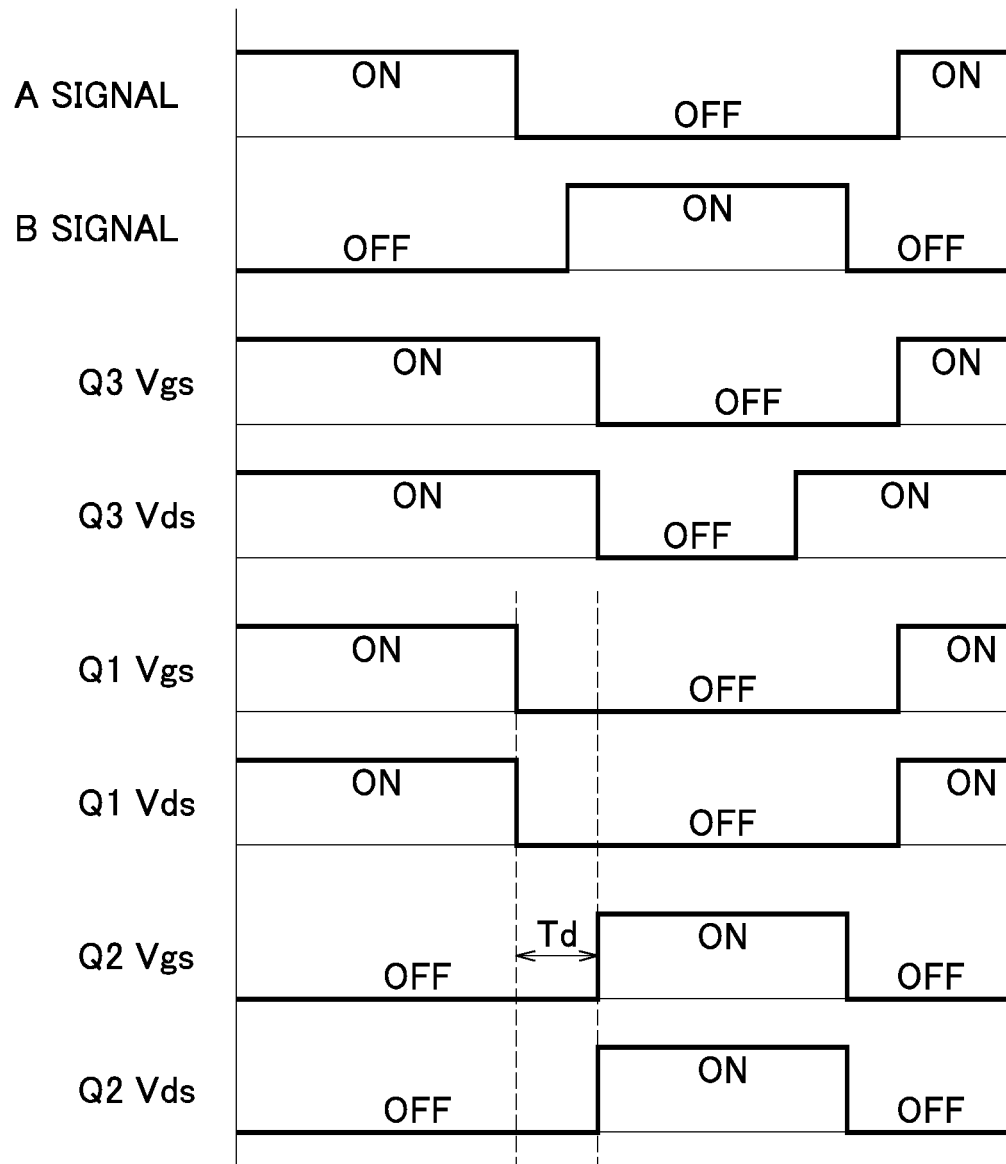 A SIGNAL
ON
OFF
ON
B SIGNAL
OFF
ON
OFF
Q3 Vgs
ON
OFF
ON
Q3 Vds
ON
OFF
ON
Q1 Vgs
ON
OFF
ON
Q1 Vds
ON
OFF
ON
Q2 Vgs
OFF
Td
ON
OFF
Q2 Vds
OFF
ON
OFF